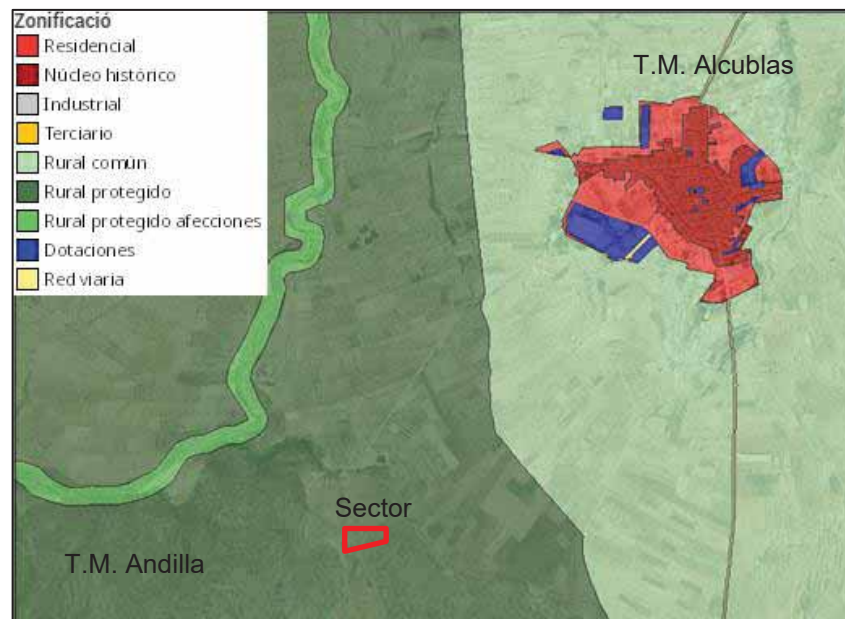 Zonificació
Residencial
Núcleo histórico
Industrial
Terciario
Rural común
Rural protegido
Rural protegido afecciones
Dotaciones
Red viaria
T.M. Alcublas
Sector
T.M. Andilla